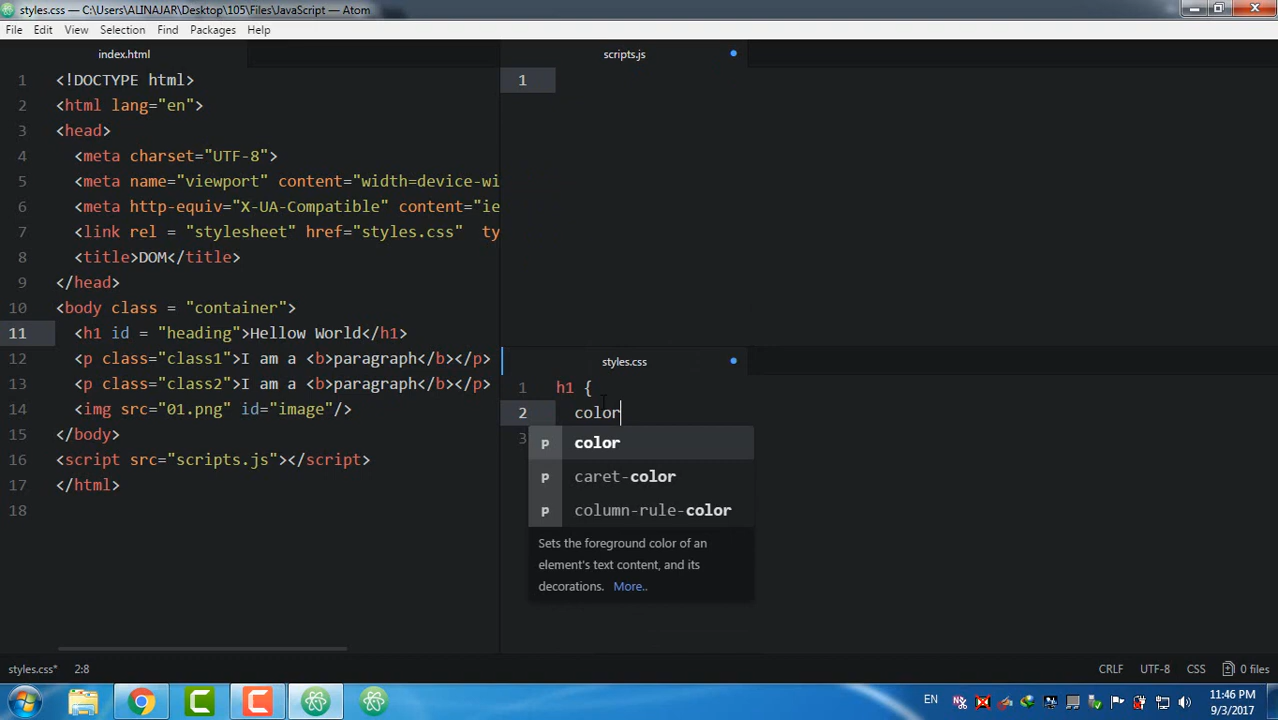 styles.css — C:\Users\ALINAJAR\Desktop\105\Files\JavaScript — Atom
File Edit View Selection Find Packages Help
index.html
1 <!DOCTYPE html>
2 <html lang="en">
3 <head>
4 <meta charset="UTF-8">
5 <meta name="viewport" content="width=device-wi
6 <meta http-equiv="X-UA-Compatible" content="ie
7 <link rel = "stylesheet" href="styles.css" ty
8 <title>DOM</title>
9 </head>
10 <body class = "container">
11 <h1 id = "heading">Hellow World</h1>
12 <p class="class1">I am a <b>paragraph</b></p>
13 <p class="class2">I am a <b>paragraph</b></p>
14 <img src="01.png" id="image"/>
15 </body>
16 <script src="scripts.js"></script>
17 </html>
18
scripts.js
1
styles.css
1 h1 {
2 color
3
p color
p caret-color
p column-rule-color
Sets the foreground color of an
element's text content, and its
decorations. More..
styles.css* 2:8
CRLF UTF-8 CSS 0 files
EN
11:46 PM
9/3/2017